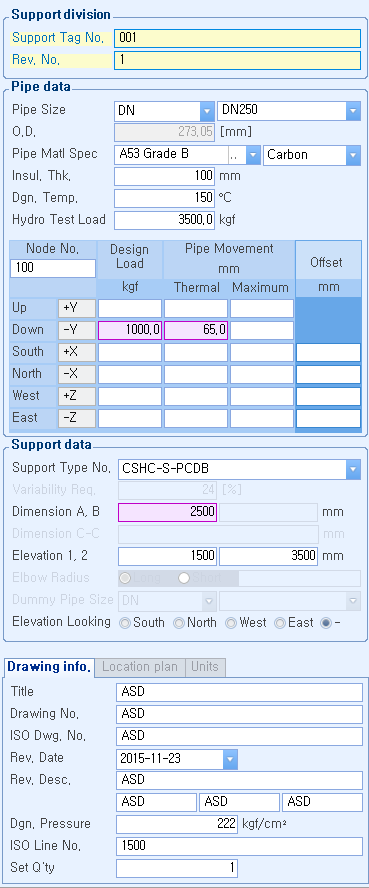 Support division
Support Tag No. 001
Rev. No. 1
Pipe data
Pipe Size DN DN250
O.D. 273.05 [mm]
Pipe Matl Spec A53 Grade B .. Carbon
Insul. Thk. 100 mm
Dgn. Temp. 150 ℃
Hydro Test Load 3500.0 kgf
Node No. Design Load Pipe Movement Offset
100 mm
kgf Thermal Maximum mm
Up +Y
Down -Y 1000.0 65.0
South +X
North -X
West +Z
East -Z
Support data
Support Type No. CSHC-S-PCDB
Variability Req. 24 [%]
Dimension A, B 2500 mm
Dimension C-C mm
Elevation 1, 2 1500 3500 mm
Elbow Radius
Dummy Pipe Size DN
Elevation Looking South North West East -
Drawing info. Location plan Units
Title ASD
Drawing No. ASD
ISO Dwg. No. ASD
Rev. Date 2015-11-23
Rev. Desc. ASD
ASD ASD ASD
Dgn. Pressure 222 kgf/cm²
ISO Line No. 1500
Set Q'ty 1